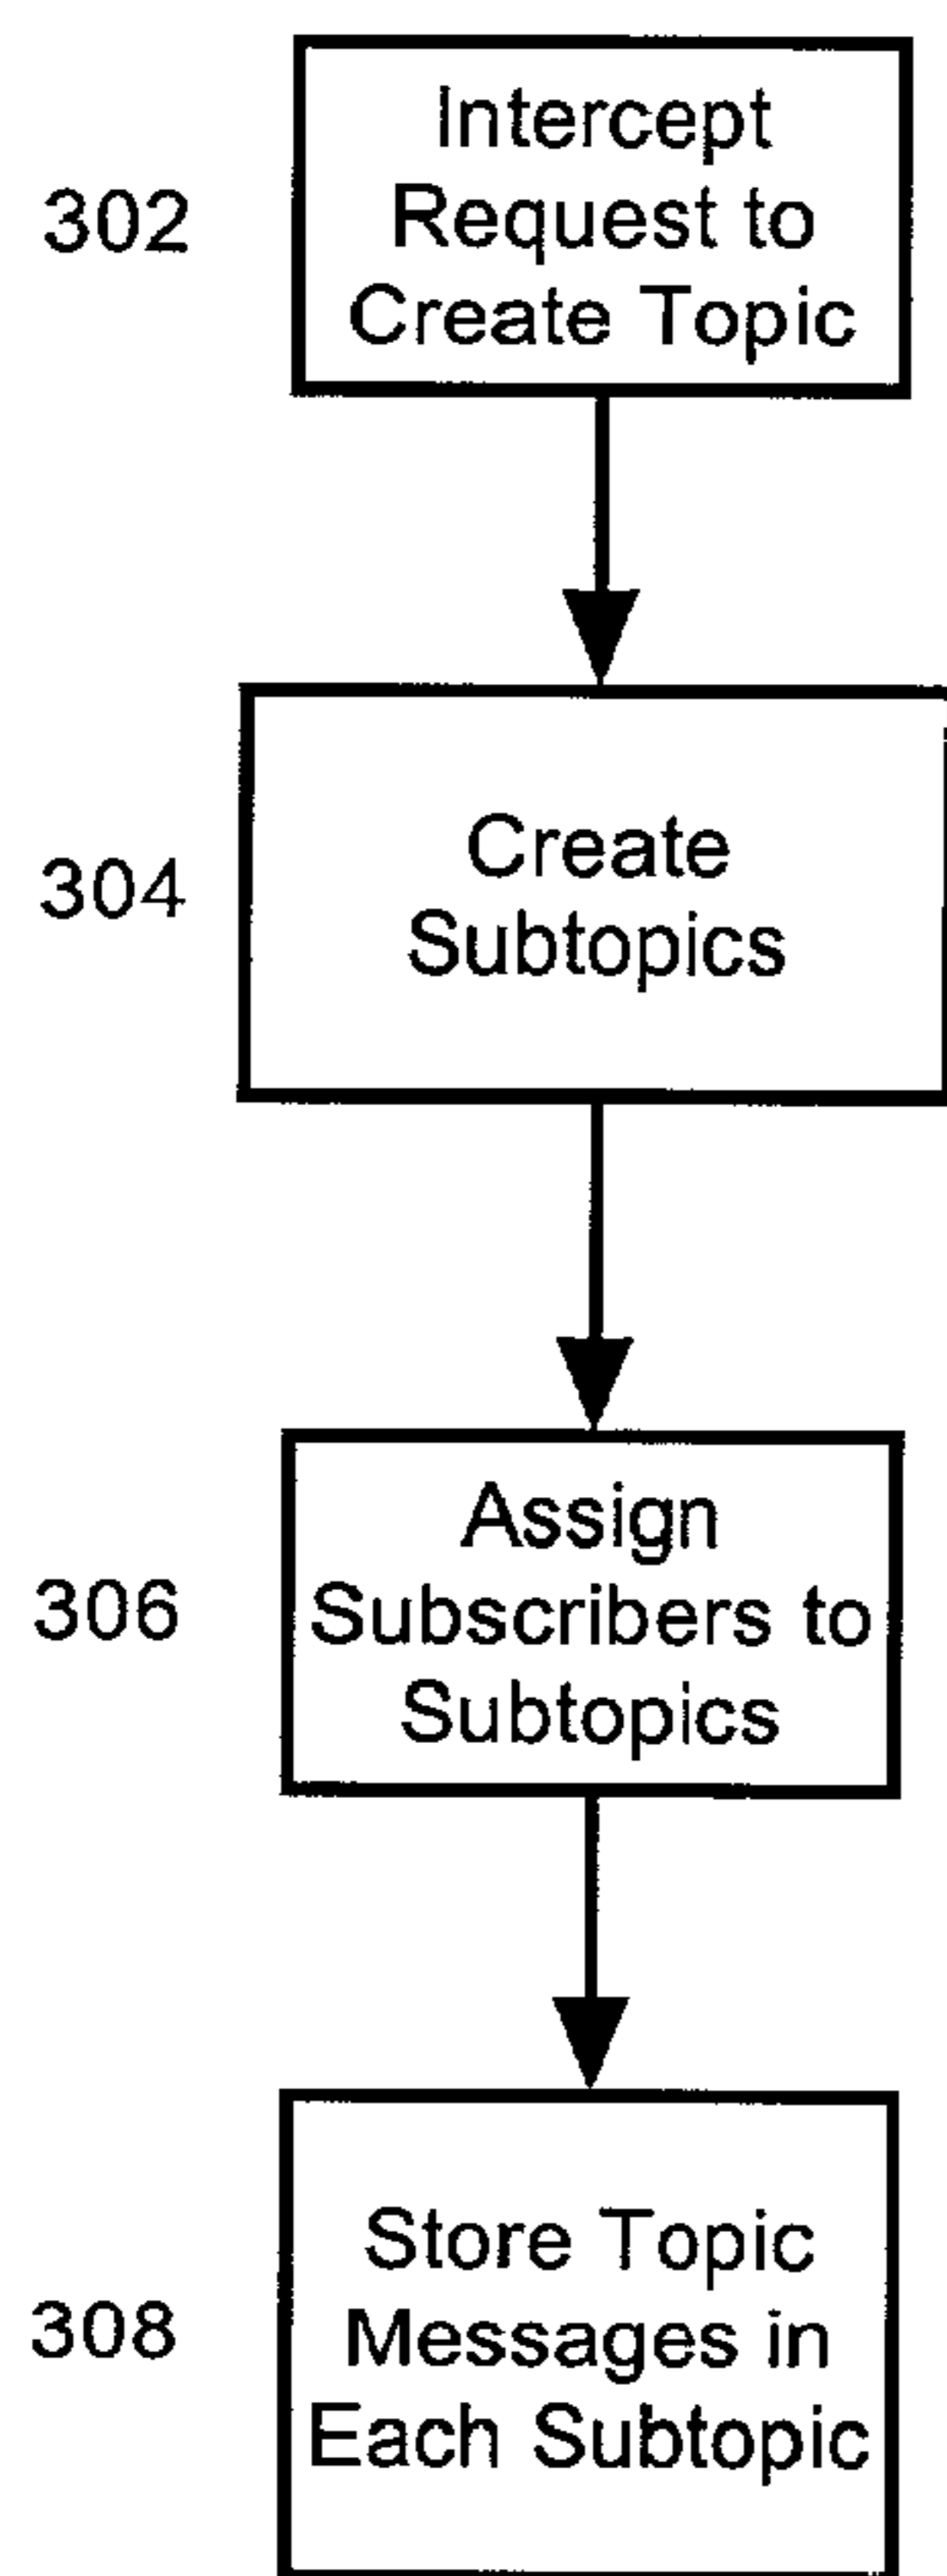 302
Intercept
Request to
Create Topic
304
Create
Subtopics
306
Assign
Subscribers to
Subtopics
308
Store Topic
Messages in
Each Subtopic